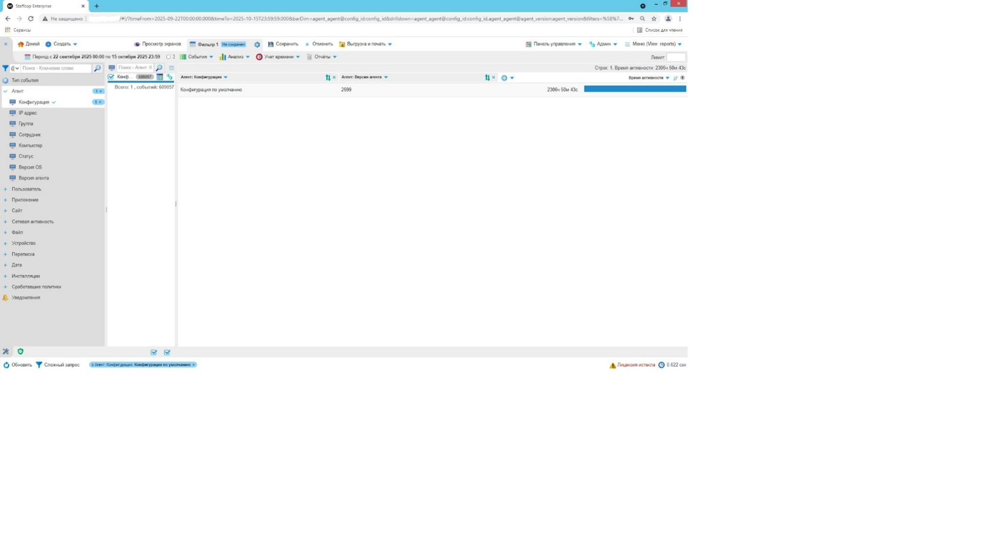 Staffcop Enterprise
Не защищено /#!/?timeFrom=2025-09-22T00:00:00.000&timeTo=2025-10-15T23:59:59.000&barDim=agent_agent@config_id:config_id&drilldown=agent_agent@config_id:config_id,agent_agent@agent_version:agent_version&filters=%5B%7...
Сервисы Список для чтения
Домой Создать Просмотр экранов Фильтр 1 Не сохранен Сохранить Отменить Выгрузка и печать Панель управления Админ Меню (View reports)
Период с 22 сентября 2025 00:00 по 15 октября 2025 23:59 События Анализ Учет времени Отчёты Лимит:
@ Поиск - Ключевое слово Поиск - Агент: К Строк: 1, Время активности: 2306ч 50м 43с
Конф... 609057 Агент: Конфигурация Агент: Версия агента Время активности 1
Тип события
Всего: 1 , событий: 609057
Конфигурация по умолчанию 2599 2306ч 50м 43с
Агент 1 ×
Конфигурация 1 ×
IP адрес
Группа
Сотрудник
Компьютер
Статус
Версия OS
Версия агента
Пользователь
Приложение
Сайт
Сетевая активность
Файл
Устройство
Переписка
Дата
Инсталляции
Сработавшие политики
Уведомления
Обновить Сложный запрос ± Агент: Конфигурация: Конфигурация по умолчанию × Лицензия истекла 0.622 сек